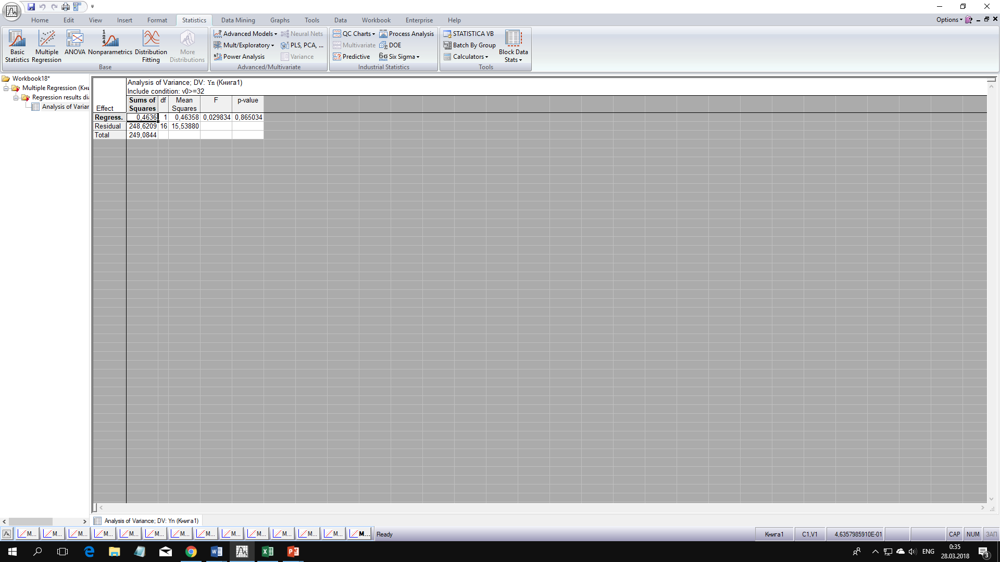 Home Edit View Insert Format Statistics Data Mining Graphs Tools Data Workbook Enterprise Help Options
Basic Statistics
Multiple Regression
ANOVA
Nonparametrics
Distribution Fitting
More Distributions
Base
Advanced Models
Mult/Exploratory
Power Analysis
Neural Nets
PLS, PCA, ...
Variance
Advanced/Multivariate
QC Charts
Multivariate
Predictive
Process Analysis
DOE
Six Sigma
Industrial Statistics
STATISTICA VB
Batch By Group
Calculators
Block Data Stats
Tools
Workbook18*
Multiple Regression (Кни
Regression results dia
Analysis of Varian
Analysis of Variance; DV: Yn (Книга1)
Include condition: v0>=32
Effect Sums of Squares df Mean Squares F p-value
Regress. 0,4636 1 0,46358 0,029834 0,865034
Residual 248,6209 16 15,53880
Total 249,0844
Analysis of Variance; DV: Yn (Книга1)
M... M... M... M... M... M... M... M... M... M... M... M... M... M... Ready Книга1 C1,V1 4,6357985910E-01 CAP NUM ЗАП
ENG
0:35
28.03.2018
3